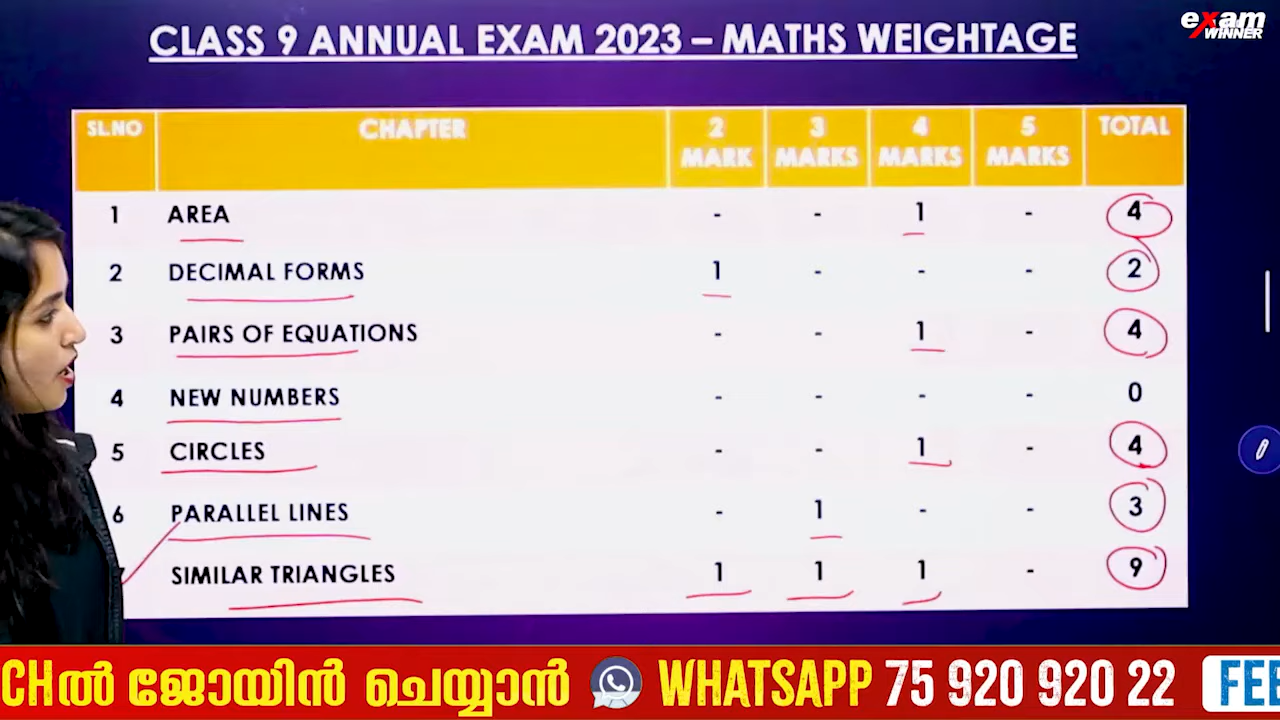 exam
WINNER
CLASS 9 ANNUAL EXAM 2023 – MATHS WEIGHTAGE
SL.NO CHAPTER 2 MARK 3 MARKS 4 MARKS 5 MARKS TOTAL
1 AREA - - 1 - 4
2 DECIMAL FORMS 1 - - - 2
3 PAIRS OF EQUATIONS - - 1 - 4
4 NEW NUMBERS - - - - 0
5 CIRCLES - - 1 - 4
6 PARALLEL LINES - 1 - - 3
SIMILAR TRIANGLES 1 1 1 - 9
CHൽ ജോയിൻ ചെയ്യാൻ WHATSAPP 75 920 920 22 FEE